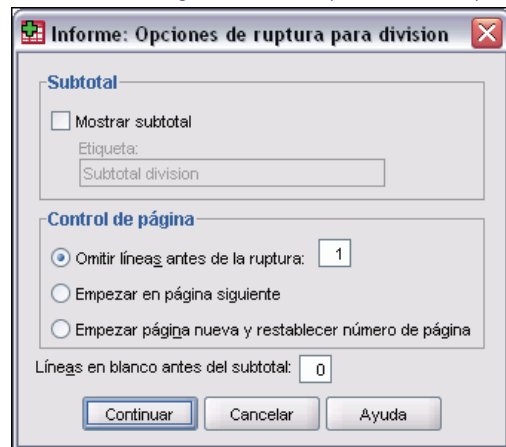 Informe: Opciones de ruptura para division
Subtotal
Mostrar subtotal
Etiqueta:
Subtotal division
Control de página
Omitir líneas antes de la ruptura: 1
Empezar en página siguiente
Empezar página nueva y restablecer número de página
Líneas en blanco antes del subtotal: 0
Continuar Cancelar Ayuda